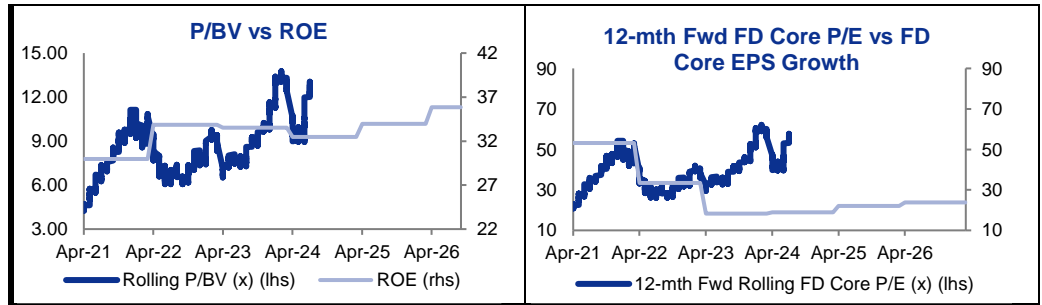 P/BV vs ROE
15.00
12.00
9.00
6.00
3.00
42
37
32
27
22
Apr-21 Apr-22 Apr-23 Apr-24 Apr-25 Apr-26
Rolling P/BV (x) (lhs) ROE (rhs)
12-mth Fwd FD Core P/E vs FD
Core EPS Growth
90
70
50
30
10
90
70
50
30
10
Apr-21 Apr-22 Apr-23 Apr-24 Apr-25 Apr-26
12-mth Fwd Rolling FD Core P/E (x) (lhs)